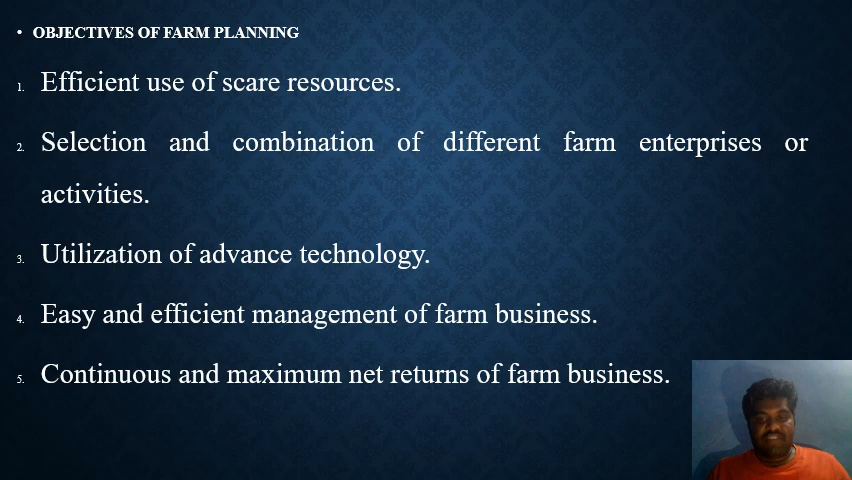 • OBJECTIVES OF FARM PLANNING
1. Efficient use of scare resources.
2. Selection and combination of different farm enterprises or
activities.
3. Utilization of advance technology.
4. Easy and efficient management of farm business.
5. Continuous and maximum net returns of farm business.